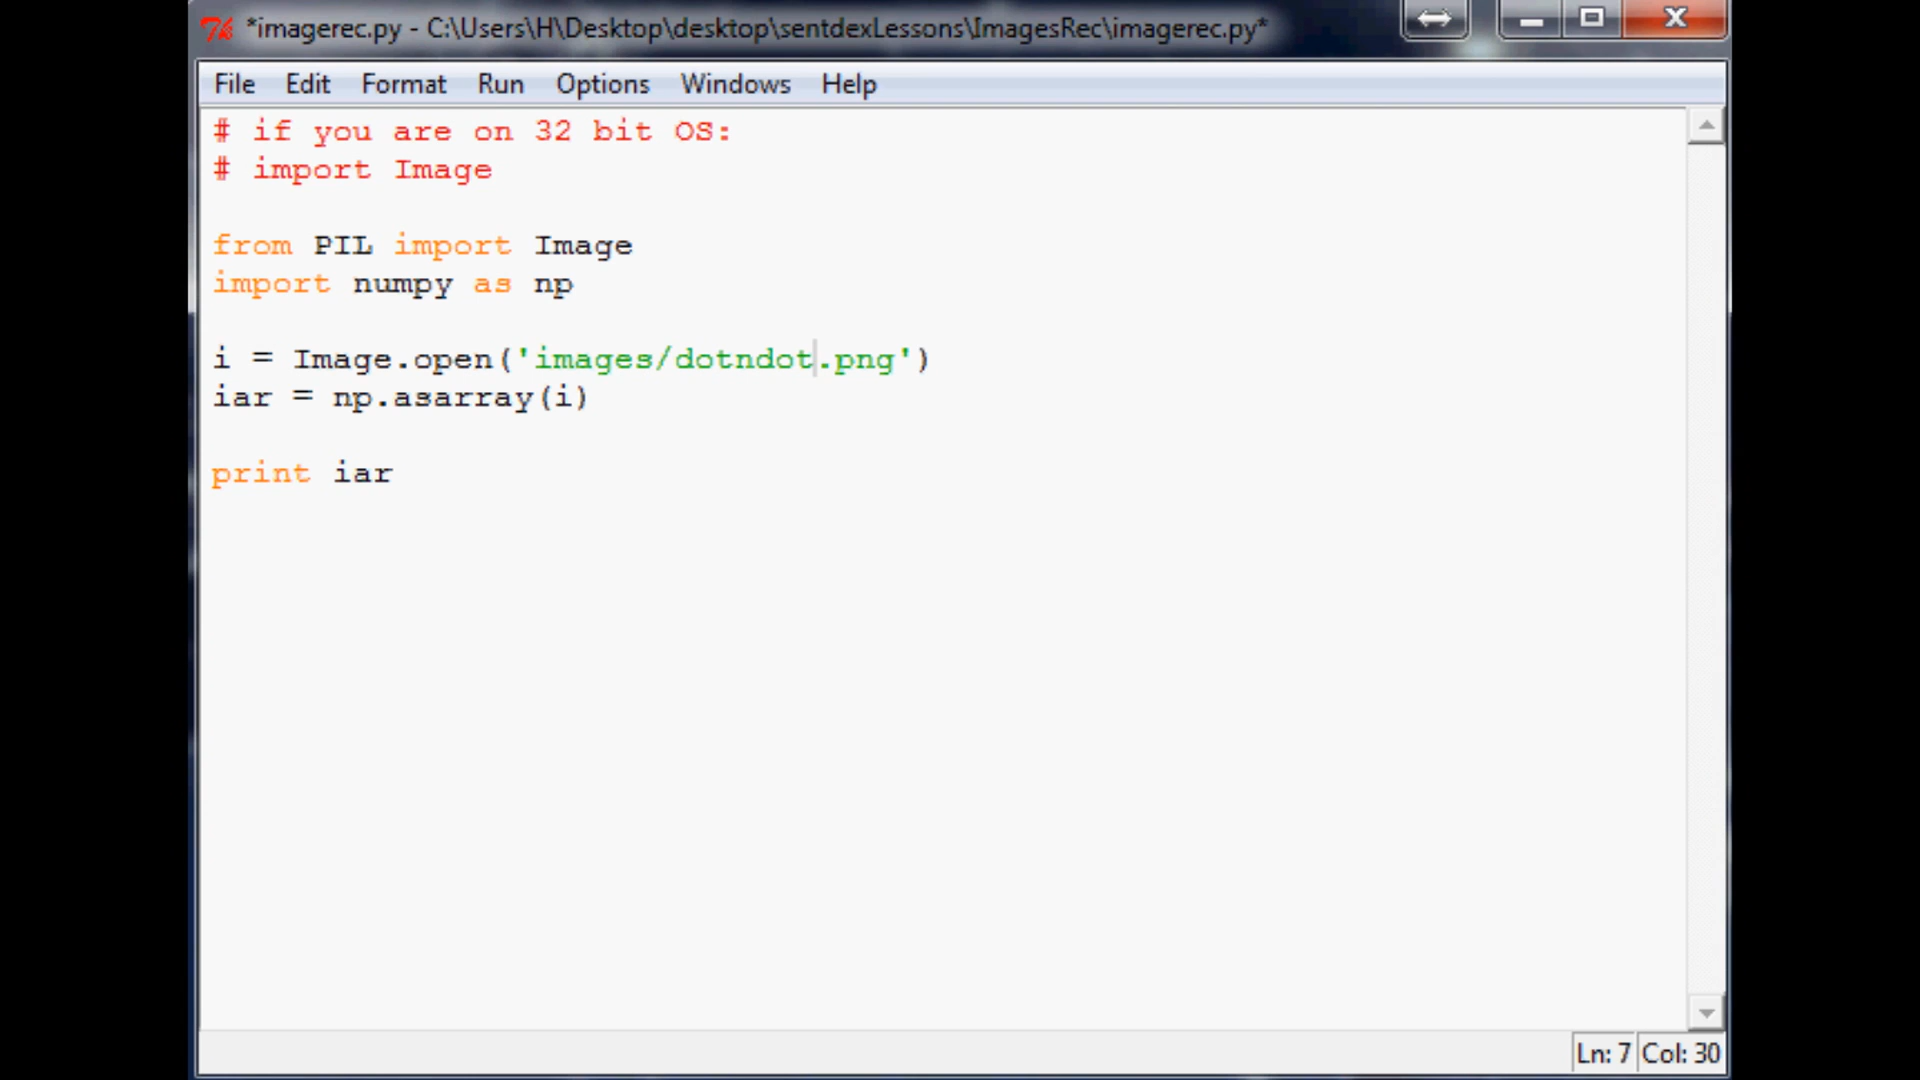 *imagerec.py - C:\Users\H\Desktop\desktop\sentdexLessons\ImagesRec\imagerec.py*
File Edit Format Run Options Windows Help
# if you are on 32 bit OS:
# import Image
from PIL import Image
import numpy as np
i = Image.open('images/dotndot.png')
iar = np.asarray(i)
print iar
Ln: 7 Col: 30